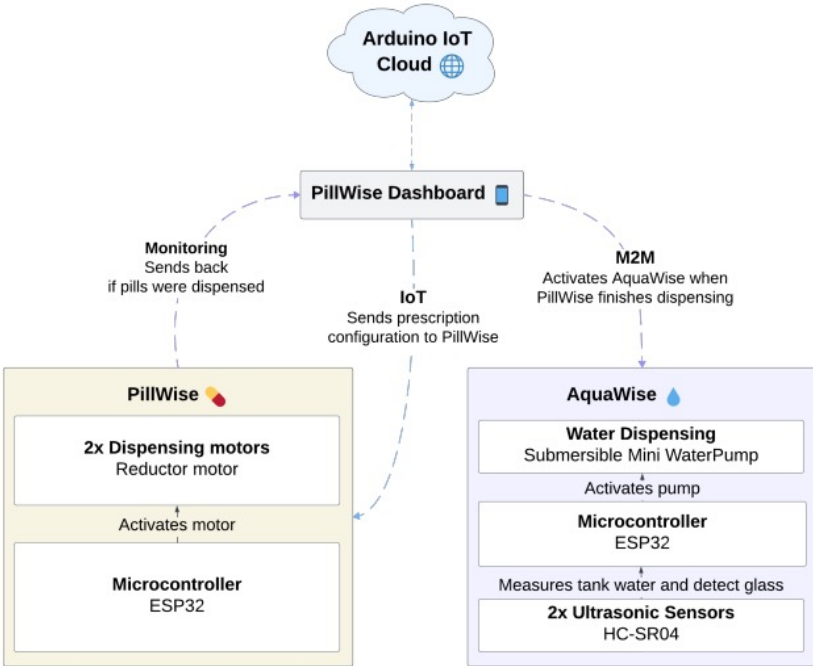 Arduino IoT
Cloud
PillWise Dashboard
Monitoring
Sends back
if pills were dispensed
IoT
Sends prescription
configuration to PillWise
M2M
Activates AquaWise when
PillWise finishes dispensing
PillWise
2x Dispensing motors
Reductor motor
Activates motor
Microcontroller
ESP32
AquaWise
Water Dispensing
Submersible Mini WaterPump
Activates pump
Microcontroller
ESP32
Measures tank water and detect glass
2x Ultrasonic Sensors
HC-SR04